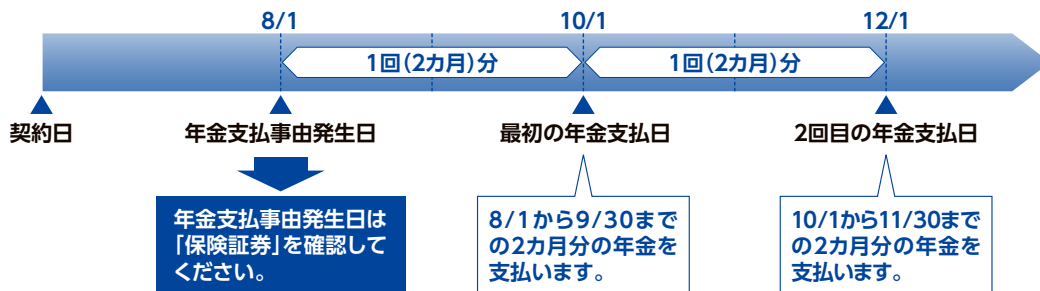 8/1
10/1
12/1
1回(2カ月)分
1回(2カ月)分
契約日
年金支払事由発生日
最初の年金支払日
2回目の年金支払日
年金支払事由発生日は
「保険証券」を確認して
ください。
8/1から9/30まで
の2カ月分の年金を
支払います。
10/1から11/30まで
の2カ月分の年金を
支払います。